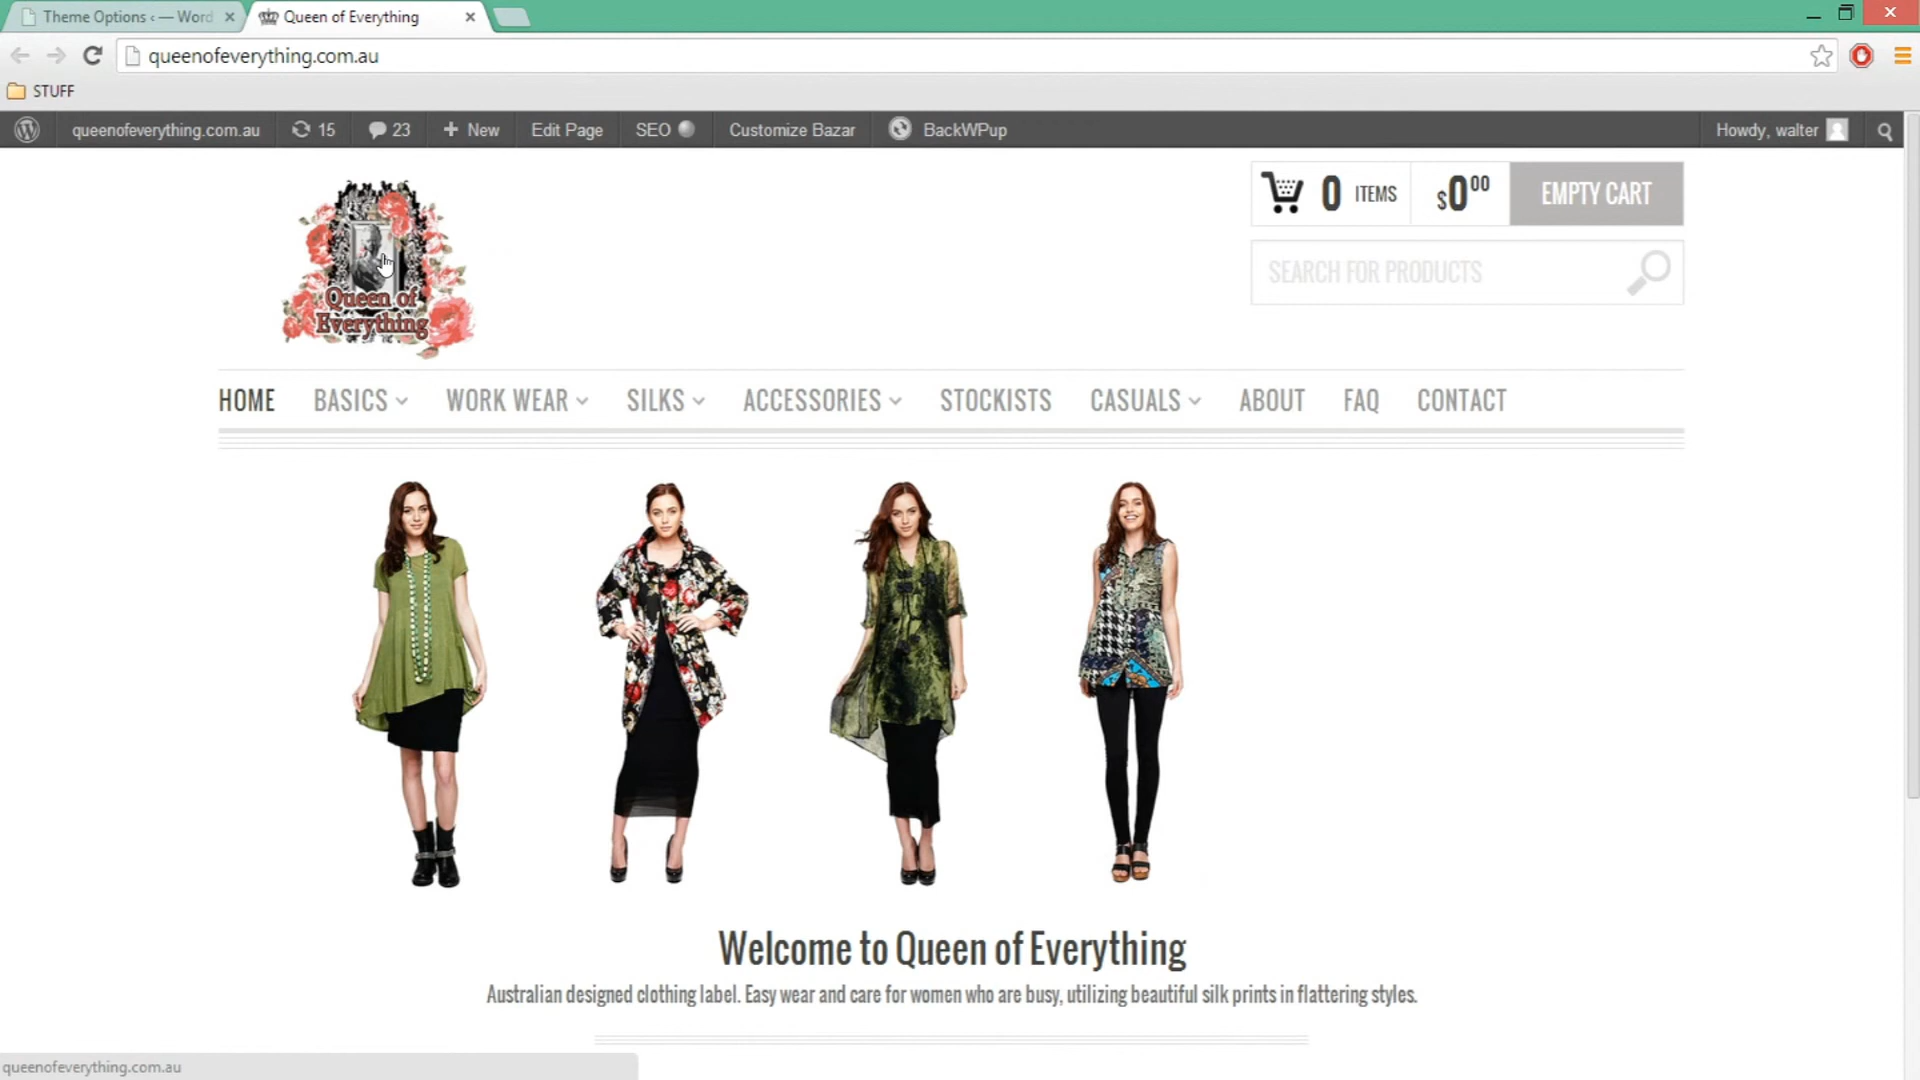 Theme Options ‹ — Word
Queen of Everything
queenofeverything.com.au
STUFF
queenofeverything.com.au 15 23 New Edit Page SEO Customize Bazar BackWPup Howdy, walter
0 ITEMS $0 00 EMPTY CART
SEARCH FOR PRODUCTS
Queen of
Everything
HOME BASICS WORK WEAR SILKS ACCESSORIES STOCKISTS CASUALS ABOUT FAQ CONTACT
Welcome to Queen of Everything
Australian designed clothing label. Easy wear and care for women who are busy, utilizing beautiful silk prints in flattering styles.
queenofeverything.com.au